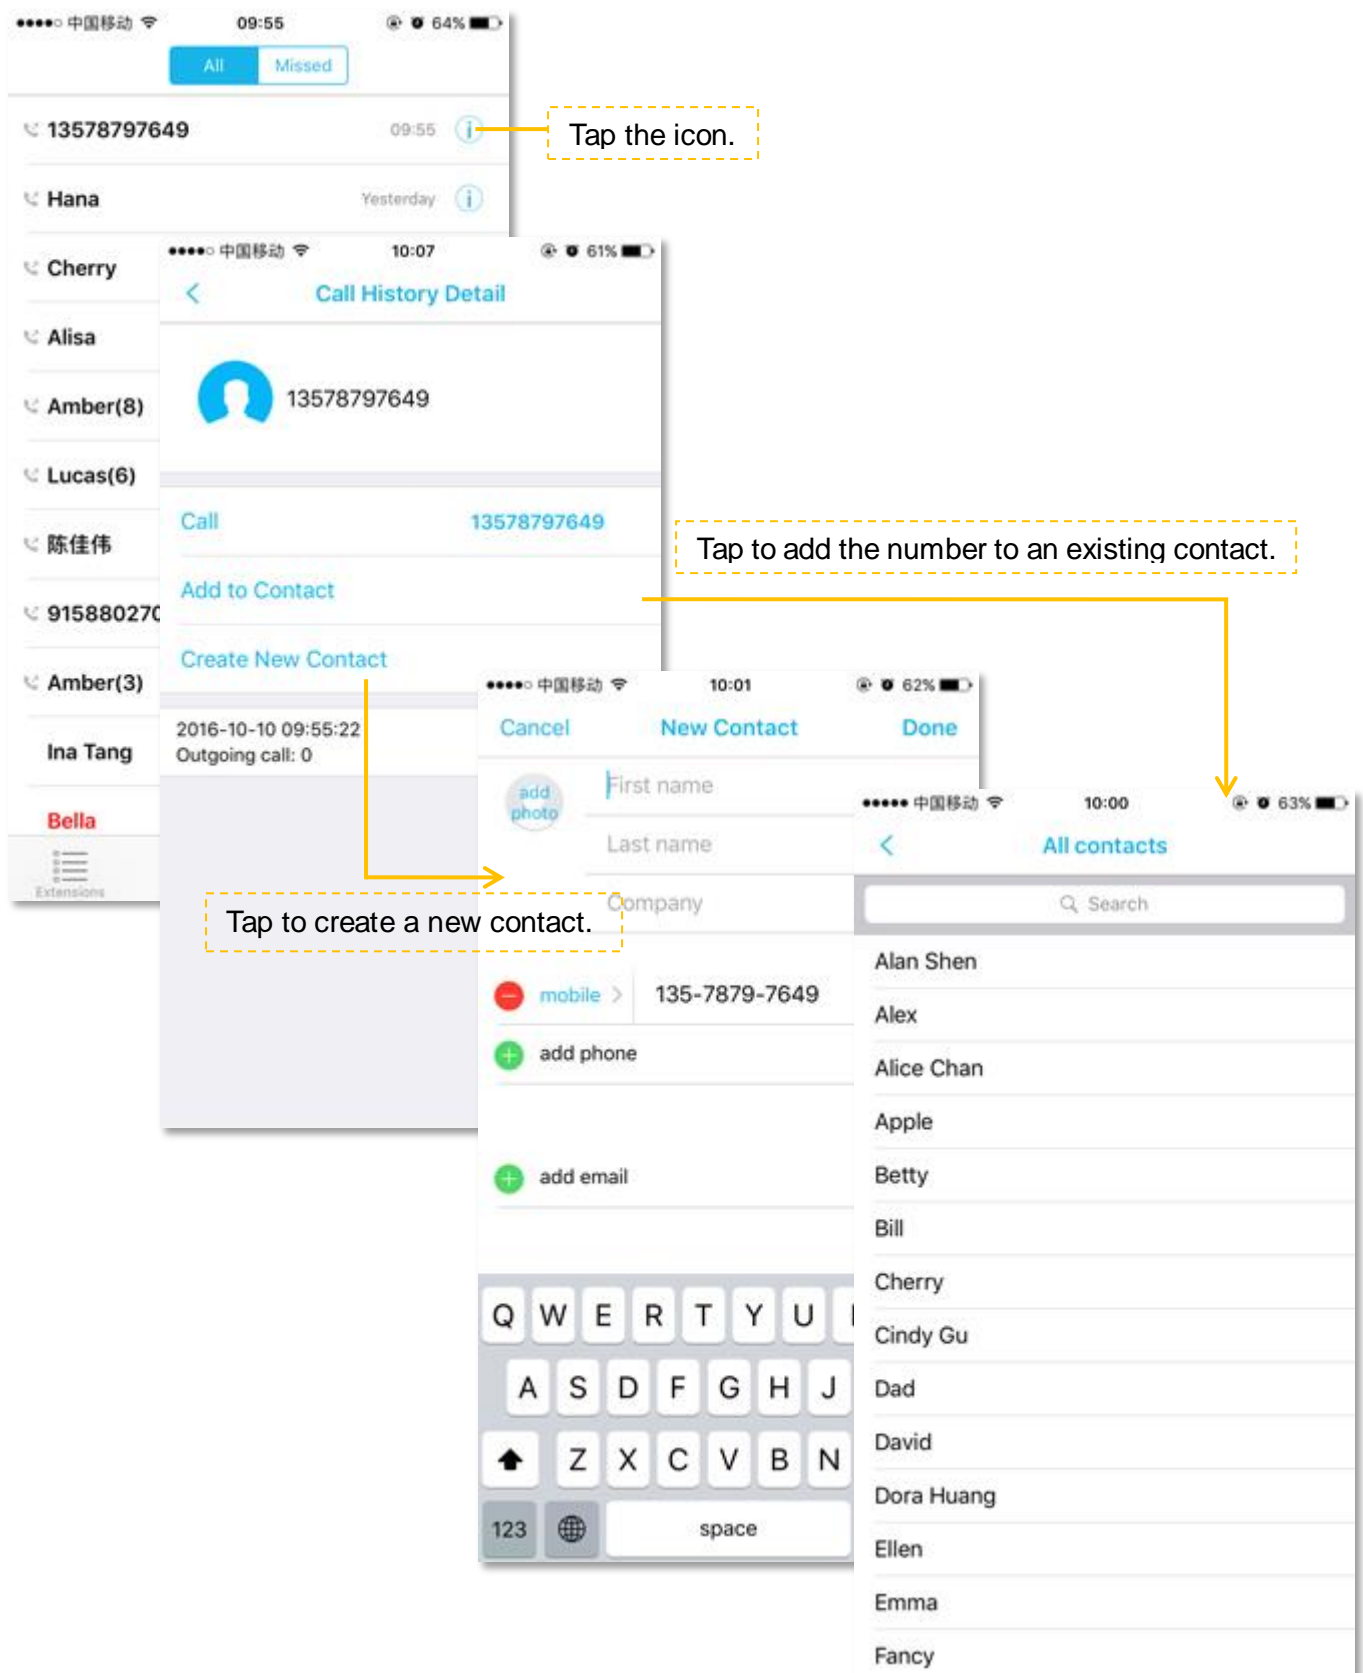 中国移动 09:55 64%
All Missed
13578797649 09:55
Tap the icon.
Hana Yesterday
Cherry
Alisa
Amber(8)
Lucas(6)
陈佳伟
915880270
Amber(3)
Ina Tang
Bella
Extensions
中国移动 10:07 61%
Call History Detail
13578797649
Call 13578797649
Add to Contact
Create New Contact
2016-10-10 09:55:22
Outgoing call: 0
Tap to add the number to an existing contact.
Tap to create a new contact.
中国移动 10:01 62%
Cancel New Contact Done
add
photo
First name
Last name
Company
mobile > 135-7879-7649
add phone
add email
Q W E R T Y U
A S D F G H J
Z X C V B N
123 space
中国移动 10:00 63%
All contacts
Search
Alan Shen
Alex
Alice Chan
Apple
Betty
Bill
Cherry
Cindy Gu
Dad
David
Dora Huang
Ellen
Emma
Fancy